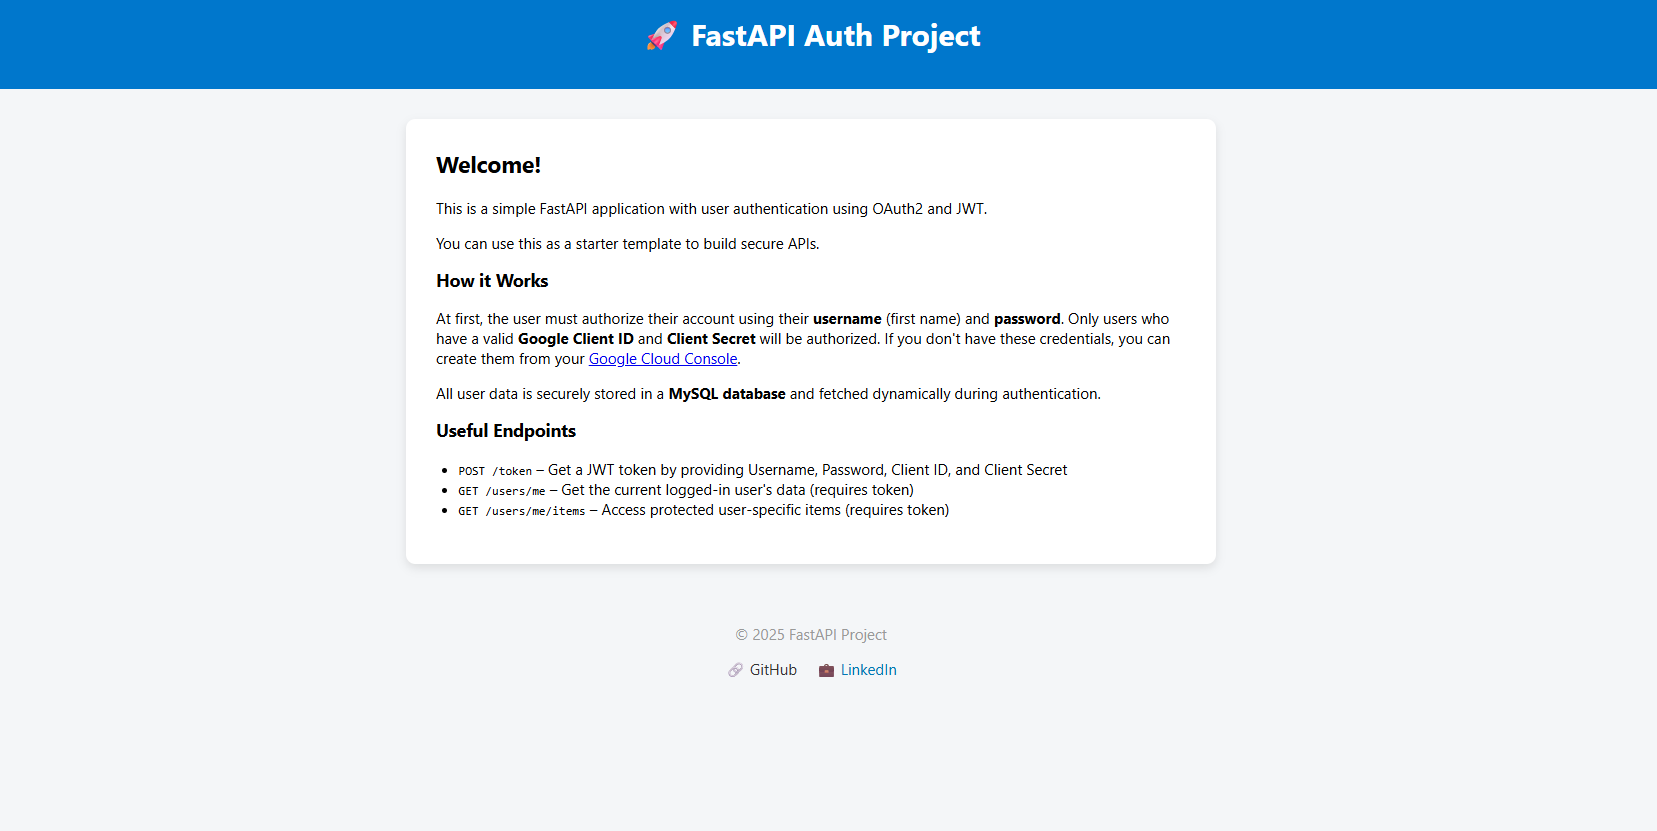 🚀 FastAPI Auth Project
Welcome!
This is a simple FastAPI application with user authentication using OAuth2 and JWT.
You can use this as a starter template to build secure APIs.
How it Works
At first, the user must authorize their account using their username (first name) and password. Only users who
have a valid Google Client ID and Client Secret will be authorized. If you don't have these credentials, you can
create them from your Google Cloud Console.
All user data is securely stored in a MySQL database and fetched dynamically during authentication.
Useful Endpoints
• POST /token – Get a JWT token by providing Username, Password, Client ID, and Client Secret
• GET /users/me – Get the current logged-in user's data (requires token)
• GET /users/me/items – Access protected user-specific items (requires token)
© 2025 FastAPI Project
🔗 GitHub 💼 LinkedIn